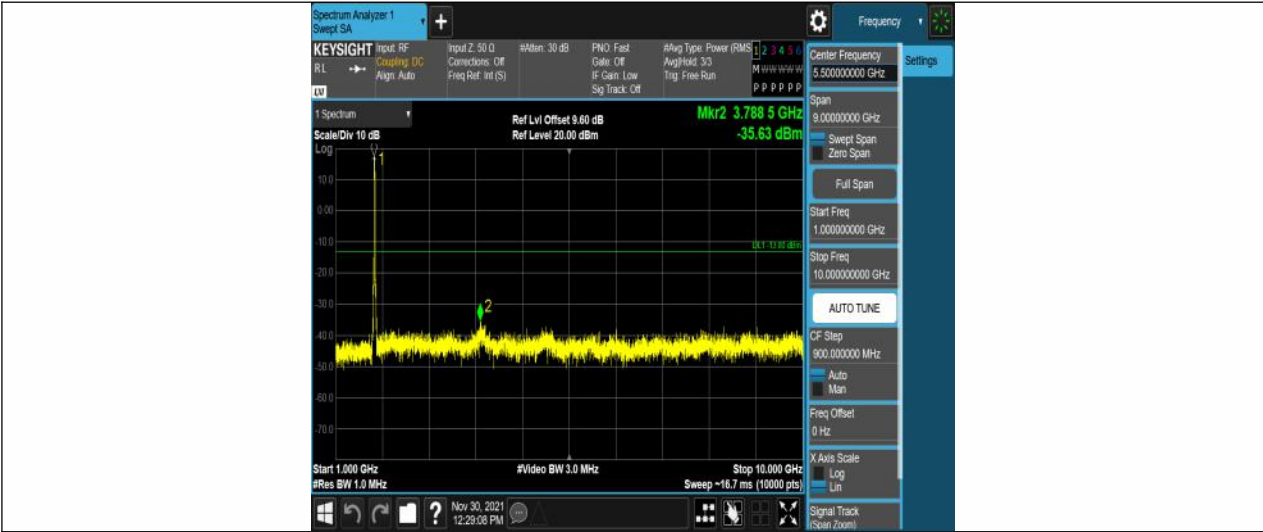 Spectrum Analyzer 1
Swept SA
+
Frequency
KEYSIGHT
RL
LV
Input: RF
Coupling: DC
Align: Auto
Input Z: 50 Ω
Corrections: Off
Freq Ref: Int (S)
#Atten: 30 dB
PNO: Fast
Gate: Off
IF Gain: Low
Sig Track: Off
#Avg Type: Power (RMS
Avg|Hold: 3/3
Trig: Free Run
1 2 3 4 5 6
M W W W W W
P P P P P P
Center Frequency
5.500000000 GHz
Settings
Span
9.00000000 GHz
Swept Span
Zero Span
Full Span
Start Freq
1.000000000 GHz
Stop Freq
10.000000000 GHz
AUTO TUNE
CF Step
900.000000 MHz
Auto
Man
Freq Offset
0 Hz
X Axis Scale
Log
Lin
Signal Track
(Span Zoom)
1 Spectrum
Scale/Div 10 dB
Log
Ref Lvl Offset 9.60 dB
Ref Level 20.00 dBm
Mkr2 3.788 5 GHz
-35.63 dBm
1
10.0
0.00
-10.0
DL1 -13.00 dBm
-20.0
-30.0
2
-40.0
-50.0
-60.0
-70.0
Start 1.000 GHz
#Res BW 1.0 MHz
#Video BW 3.0 MHz
Stop 10.000 GHz
Sweep ~16.7 ms (10000 pts)
?
Nov 30, 2021
12:29:08 PM